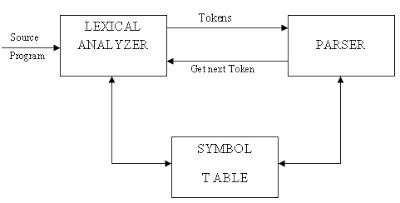 LEXICAL
ANALYZER
Tokens
Source
Program
PARSER
Get next Token
SYMBOL
TABLE